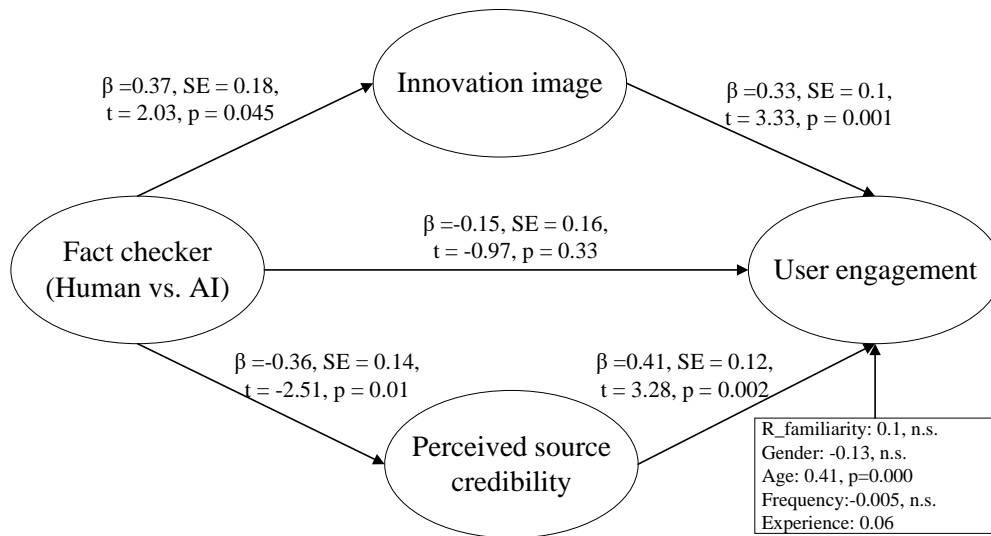 Innovation image
β =0.37, SE = 0.18,
t = 2.03, p = 0.045
β =0.33, SE = 0.1,
t = 3.33, p = 0.001
Fact checker
(Human vs. AI)
β =-0.15, SE = 0.16,
t = -0.97, p = 0.33
User engagement
β =-0.36, SE = 0.14,
t = -2.51, p = 0.01
β =0.41, SE = 0.12,
t = 3.28, p = 0.002
Perceived source
credibility
R_familiarity: 0.1, n.s.
Gender: -0.13, n.s.
Age: 0.41, p=0.000
Frequency:-0.005, n.s.
Experience: 0.06